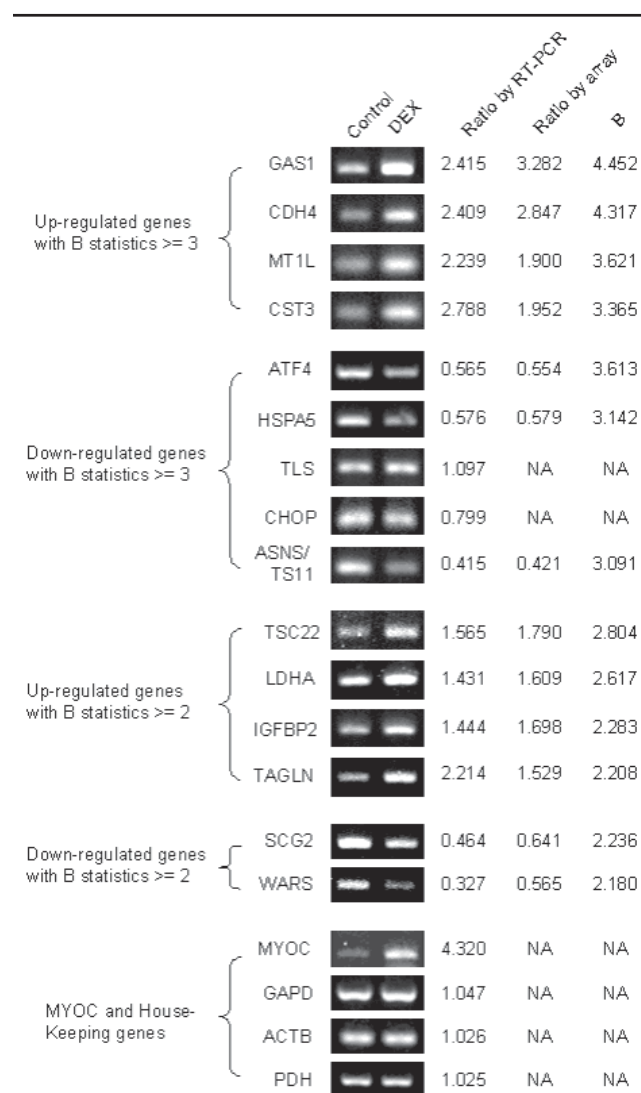 Control DEX Ratio by RT-PCR Ratio by array B
Up-regulated genes
with B statistics >= 3
GAS1 2.415 3.282 4.452
CDH4 2.409 2.847 4.317
MT1L 2.239 1.900 3.621
CST3 2.788 1.952 3.365
Down-regulated genes
with B statistics >= 3
ATF4 0.565 0.554 3.613
HSPA5 0.576 0.579 3.142
TLS 1.097 NA NA
CHOP 0.799 NA NA
ASNS/
TS11 0.415 0.421 3.091
Up-regulated genes
with B statistics >= 2
TSC22 1.565 1.790 2.804
LDHA 1.431 1.609 2.617
IGFBP2 1.444 1.698 2.283
TAGLN 2.214 1.529 2.208
Down-regulated genes
with B statistics >= 2
SCG2 0.464 0.641 2.236
WARS 0.327 0.565 2.180
MYOC and House-
Keeping genes
MYOC 4.320 NA NA
GAPD 1.047 NA NA
ACTB 1.026 NA NA
PDH 1.025 NA NA